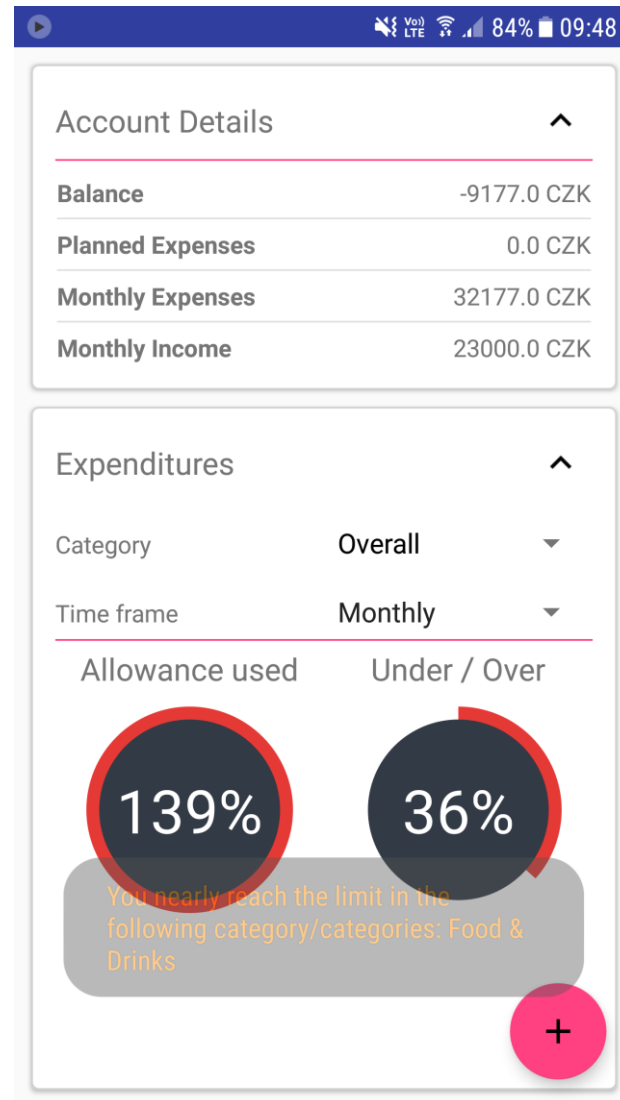 Vo)) LTE 84% 09:48
Account Details
Balance -9177.0 CZK
Planned Expenses 0.0 CZK
Monthly Expenses 32177.0 CZK
Monthly Income 23000.0 CZK
Expenditures
Category Overall
Time frame Monthly
Allowance used Under / Over
139% 36%
You nearly reach the limit in the
following category/categories: Food &
Drinks
+